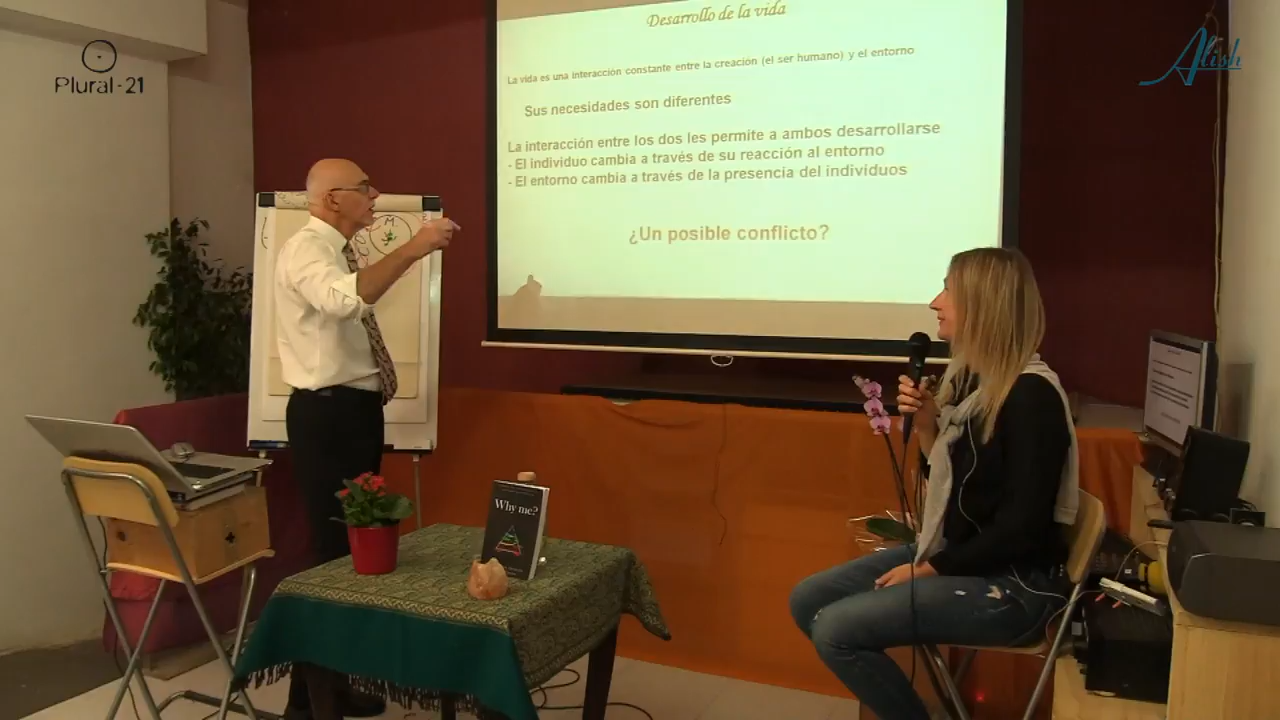 Plural-21
Alish
Desarrollo de la vida
La vida es una interacción constante entre la creación (el ser humano) y el entorno
Sus necesidades son diferentes
La interacción entre los dos les permite a ambos desarrollarse
- El individuo cambia a través de su reacción al entorno
- El entorno cambia a través de la presencia del individuos
¿Un posible conflicto?
M
Why me?